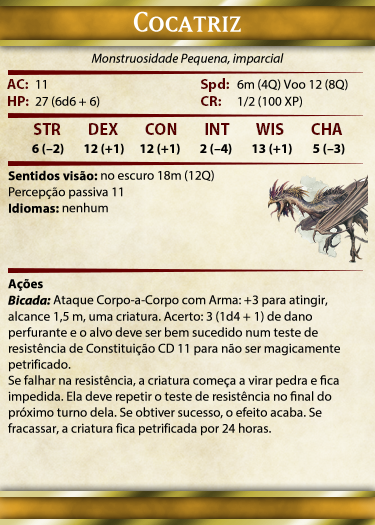 COCATRIZ
Monstruosidade Pequena, imparcial
AC: 11 Spd: 6m (4Q) Voo 12 (8Q)
HP: 27 (6d6 + 6) CR: 1/2 (100 XP)
STR DEX CON INT WIS CHA
6 (–2) 12 (+1) 12 (+1) 2 (–4) 13 (+1) 5 (–3)
Sentidos visão: no escuro 18m (12Q)
Percepção passiva 11
Idiomas: nenhum
Ações
Bicada: Ataque Corpo-a-Corpo com Arma: +3 para atingir,
alcance 1,5 m, uma criatura. Acerto: 3 (1d4 + 1) de dano
perfurante e o alvo deve ser bem sucedido num teste de
resistência de Constituição CD 11 para não ser magicamente
petrificado.
Se falhar na resistência, a criatura começa a virar pedra e fica
impedida. Ela deve repetir o teste de resistência no final do
próximo turno dela. Se obtiver sucesso, o efeito acaba. Se
fracassar, a criatura fica petrificada por 24 horas.